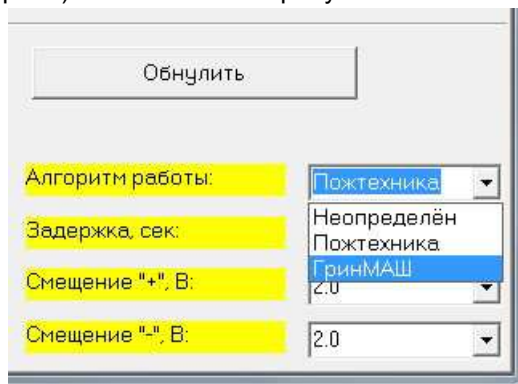 Обнулить
Алгоритм работы: Пожтехника
Неопределён
Задержка, сек: Пожтехника
ГринМАШ
Смещение "+", В: 2.0
Смещение "-", В: 2.0